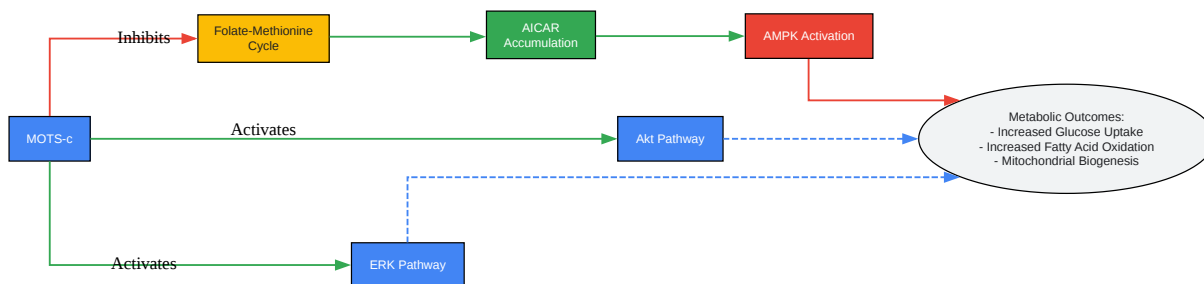 Inhibits
Folate-Methionine
Cycle
AICAR
Accumulation
AMPK Activation
MOTS-c
Activates
Akt Pathway
Metabolic Outcomes:
- Increased Glucose Uptake
- Increased Fatty Acid Oxidation
- Mitochondrial Biogenesis
Activates
ERK Pathway